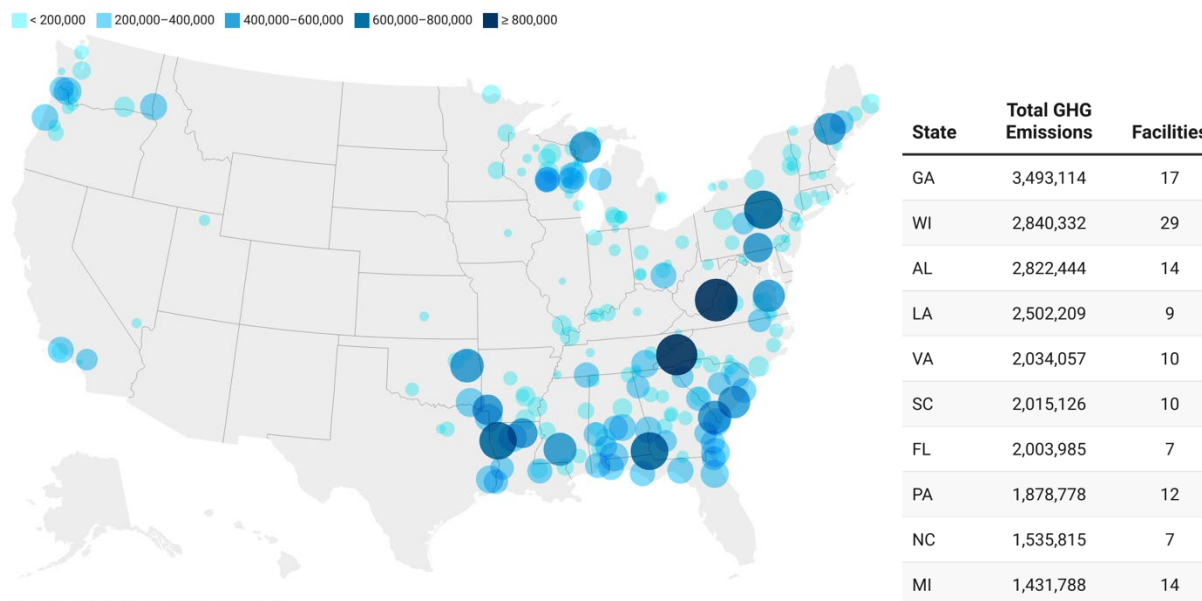 < 200,000 200,000–400,000 400,000–600,000 600,000–800,000 ≥ 800,000
State Total GHG Emissions Facilities
GA 3,493,114 17
WI 2,840,332 29
AL 2,822,444 14
LA 2,502,209 9
VA 2,034,057 10
SC 2,015,126 10
FL 2,003,985 7
PA 1,878,778 12
NC 1,535,815 7
MI 1,431,788 14